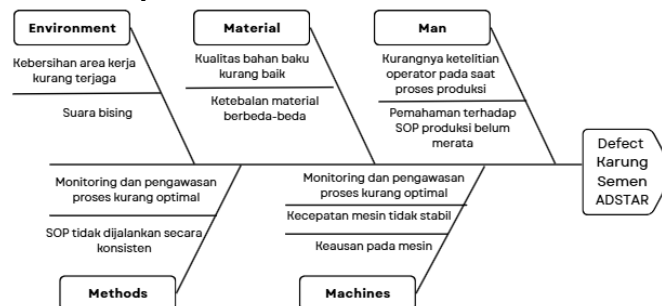 Environment
Material
Man
Kebersihan area kerja
kurang terjaga
Suara bising
Kualitas bahan baku
kurang baik
Ketebalan material
berbeda-beda
Kurangnya ketelitian
operator pada saat
proses produksi
Pemahaman terhadap
SOP produksi belum
merata
Defect
Karung
Semen
ADSTAR
Monitoring dan pengawasan
proses kurang optimal
SOP tidak dijalankan secara
konsisten
Monitoring dan pengawasan
proses kurang optimal
Kecepatan mesin tidak stabil
Keausan pada mesin
Methods
Machines